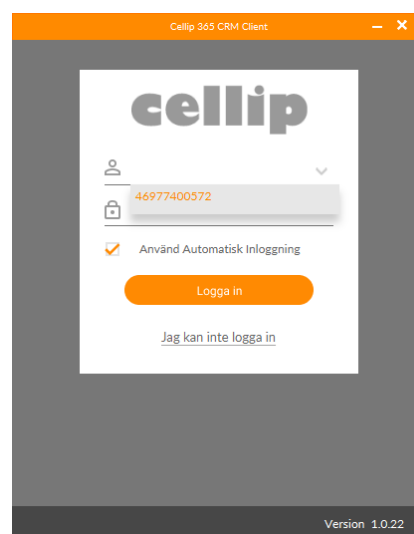 Cellip 365 CRM Client
cellip
46977400572
Använd Automatisk Inloggning
Logga in
Jag kan inte logga in
Version 1.0.22